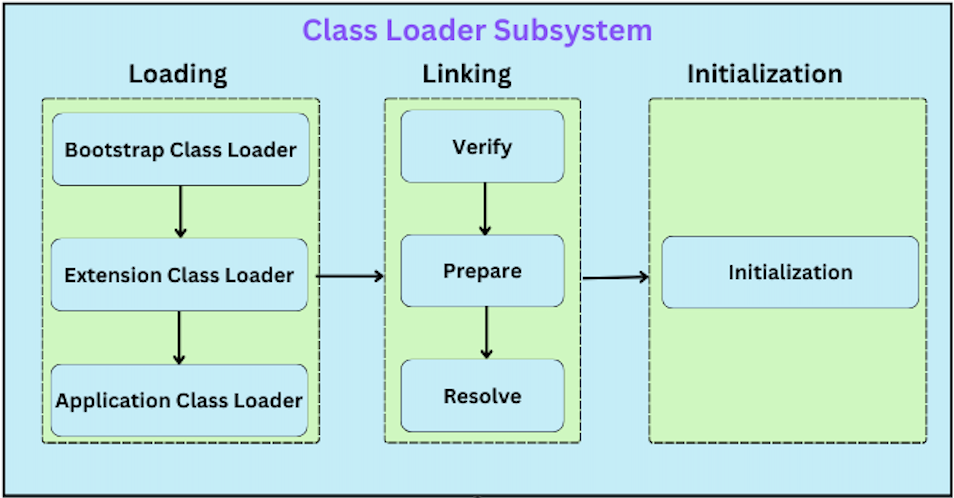 Class Loader Subsystem
Loading
Linking
Initialization
Bootstrap Class Loader
Extension Class Loader
Application Class Loader
Verify
Prepare
Resolve
Initialization